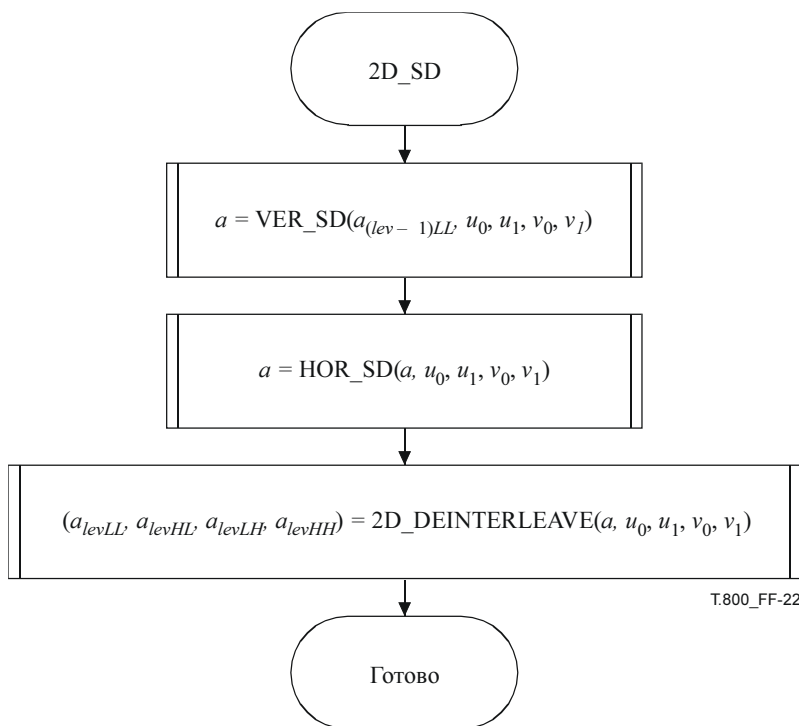 2D_SD
a = VER_SD(a(lev – 1)LL, u0, u1, v0, v1)
a = HOR_SD(a, u0, u1, v0, v1)
(alevLL, alevHL, alevLH, alevHH) = 2D_DEINTERLEAVE(a, u0, u1, v0, v1)
T.800_FF-22
Готово